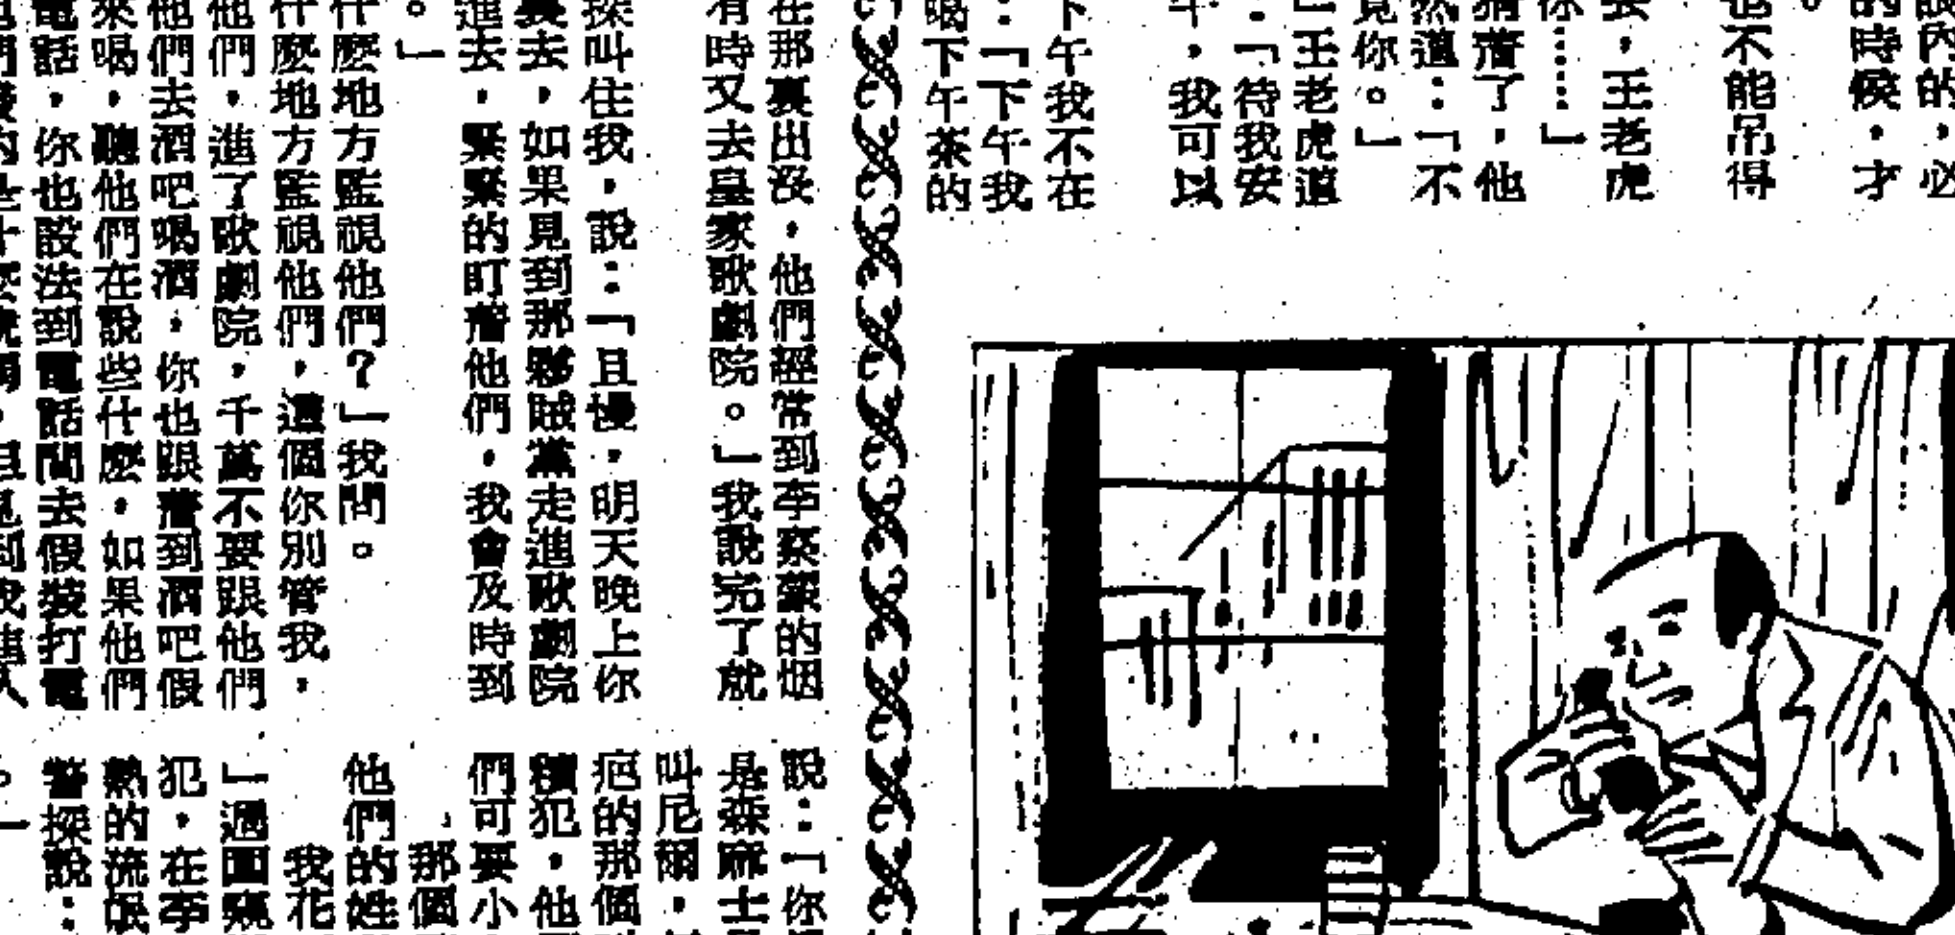 設內的，必
的時候，才
。
也不能吊得
長，王老虎
你……」
猜着了，他
然道：「不
見你。」
」王老虎道
：「待我安
午，我可以
下午我不在
：「下午我
喝下午茶的
在那裏出沒，他們經常到李察蘭的烟
有時又去皇家歌劇院。」我說完了就
探叫住我，說：「且慢，明天晚上你
裏去，如果見到那夥賊黨走進歌劇院
進去，緊緊的盯着他們，我會及時到
。」
什麼地方監視他們？」我問。
什麼地方監視他們，這個你別管我，
他們，進了歌劇院，千萬不要跟他們
他們去酒吧喝酒，你也跟着到酒吧假
來喝，聽他們在說些什麼，如果他們
電話，你也設法到電話間去假裝打電
說：「你
是森麻士
叫尼爾，
疤的那個
積犯，他
們可要小
那個
他們的姓
我花
」週圍窺
犯，在李
熟的流氓
警探說：
。」